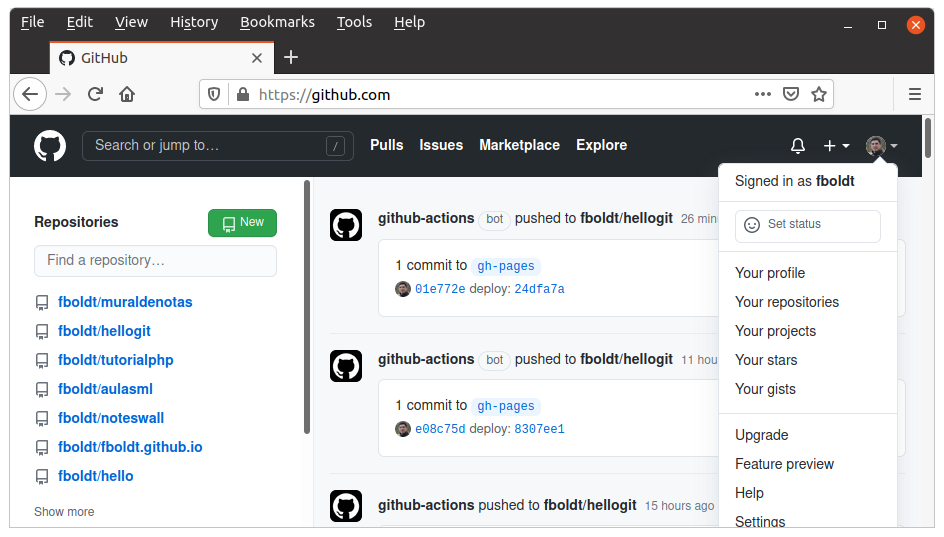 File Edit View History Bookmarks Tools Help
GitHub
https://github.com
Search or jump to… /
Pulls Issues Marketplace Explore
Signed in as fboldt
Set status
Your profile
Your repositories
Your projects
Your stars
Your gists
Upgrade
Feature preview
Help
Settings
Repositories
New
Find a repository…
fboldt/muraldenotas
fboldt/hellogit
fboldt/tutorialphp
fboldt/aulasml
fboldt/noteswall
fboldt/fboldt.github.io
fboldt/hello
Show more
github-actions bot pushed to fboldt/hellogit 26
1 commit to gh-pages
01e772e deploy: 24dfa7a
github-actions bot pushed to fboldt/hellogit 11
1 commit to gh-pages
e08c75d deploy: 8307ee1
github-actions pushed to fboldt/hellogit 15 hours ago